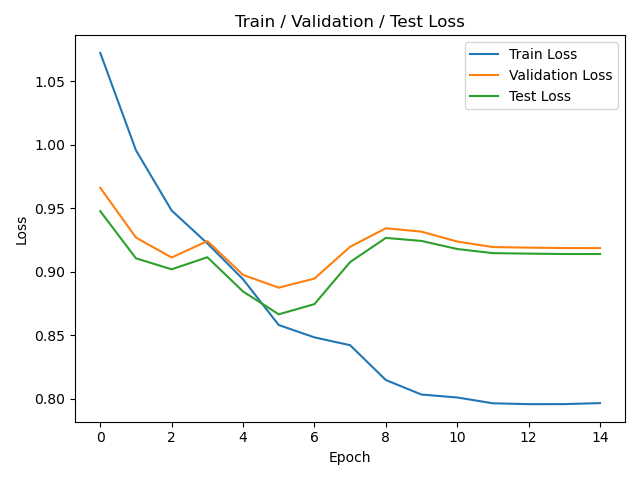 Train / Validation / Test Loss
Train Loss
Validation Loss
Test Loss
Loss
1.05
1.00
0.95
0.90
0.85
0.80
0 2 4 6 8 10 12 14
Epoch